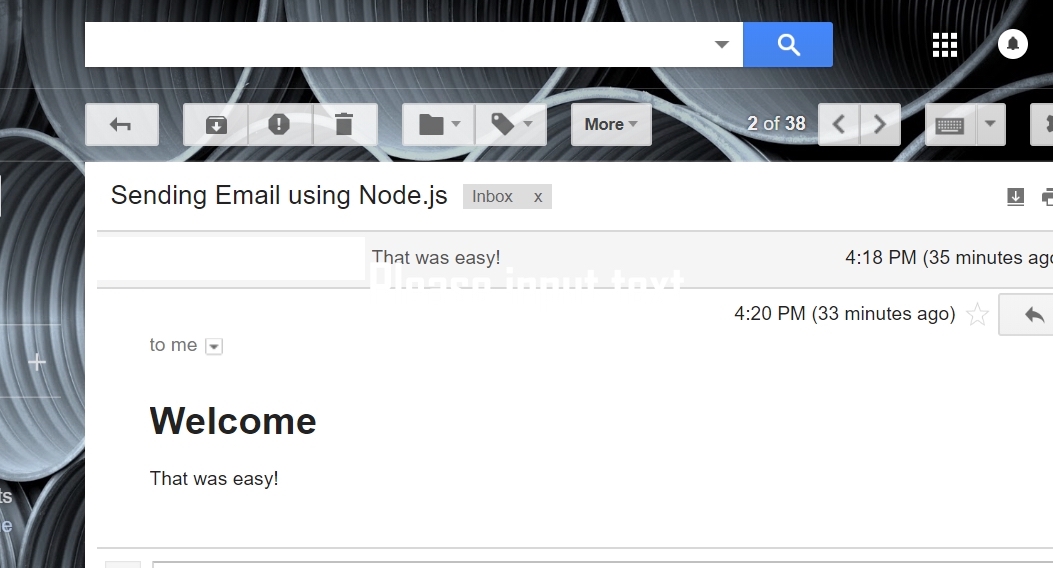 More
2 of 38
Sending Email using Node.js
Inbox x
That was easy! 4:18 PM (35 minutes ago
Please input text
4:20 PM (33 minutes ago)
to me
Welcome
That was easy!